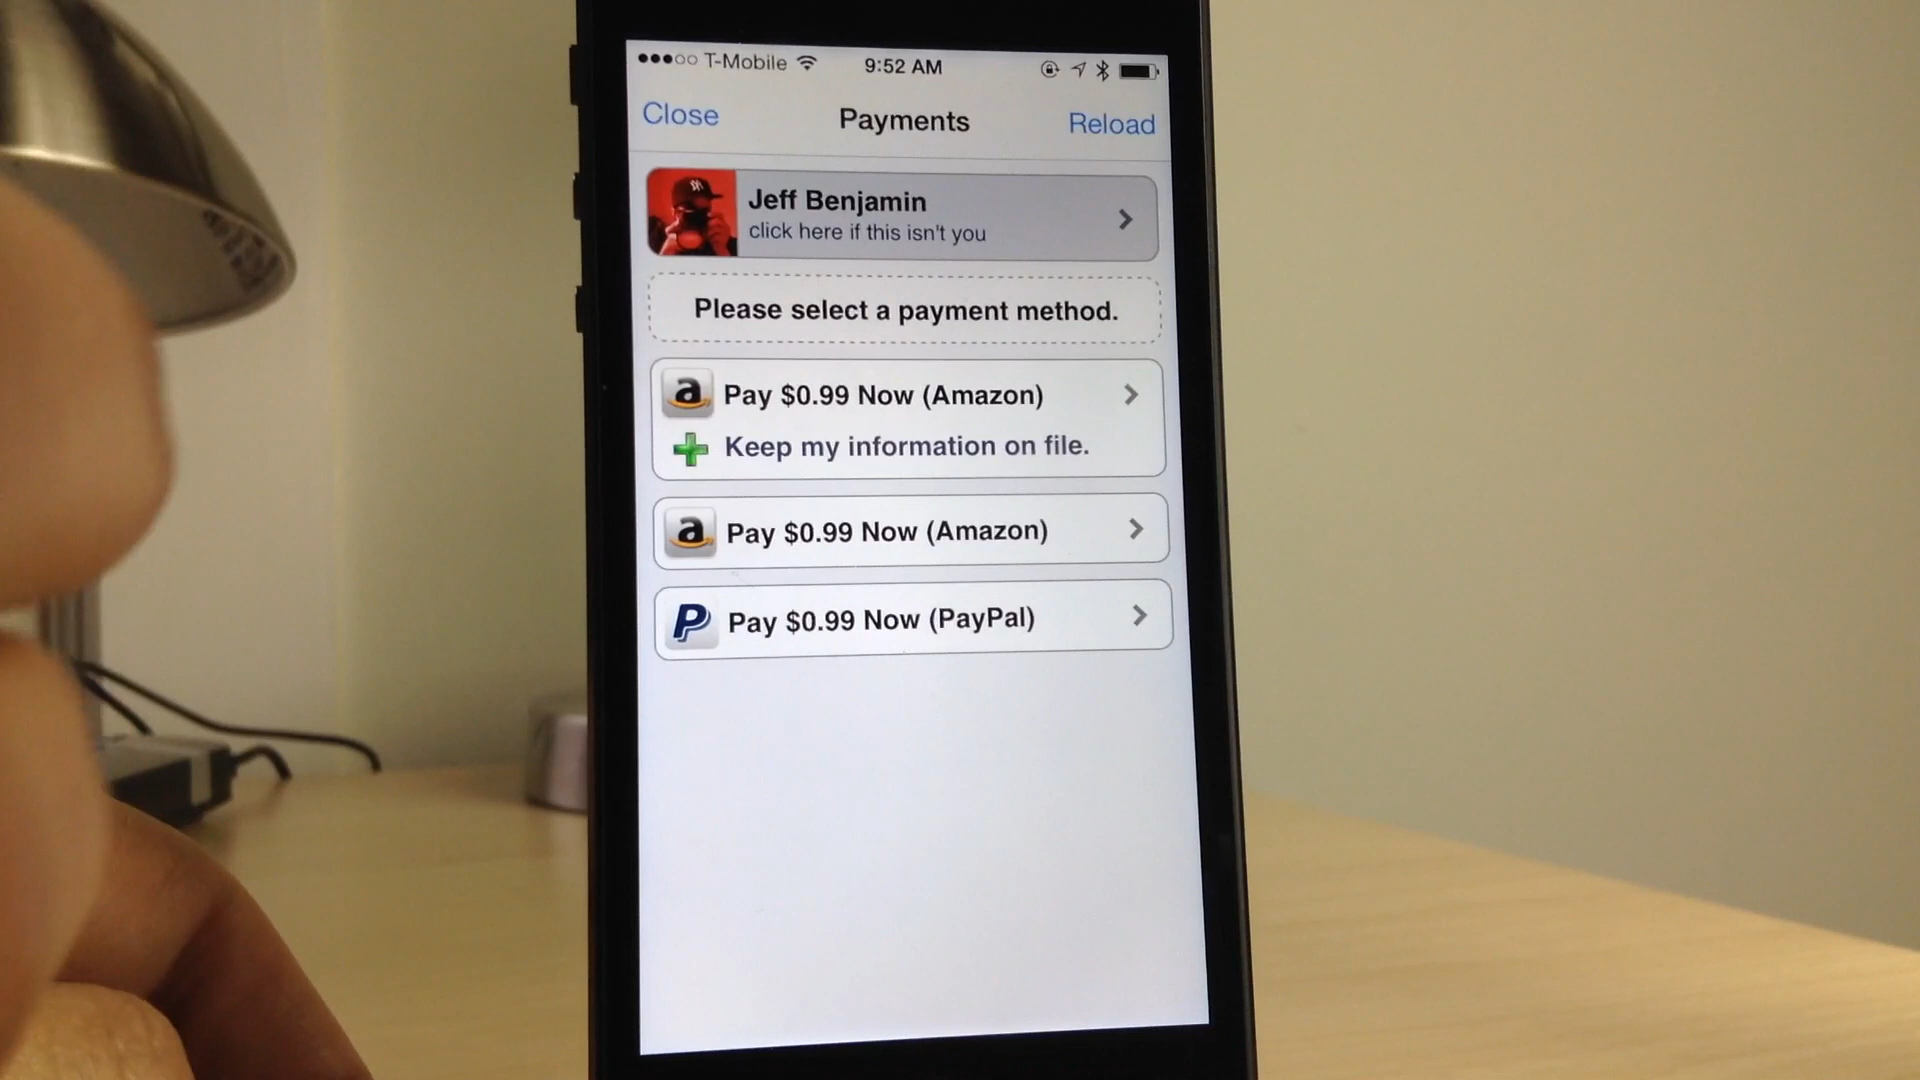 T-Mobile 9:52 AM
Close Payments Reload
Jeff Benjamin
click here if this isn't you
Please select a payment method.
a Pay $0.99 Now (Amazon)
Keep my information on file.
a Pay $0.99 Now (Amazon)
P Pay $0.99 Now (PayPal)